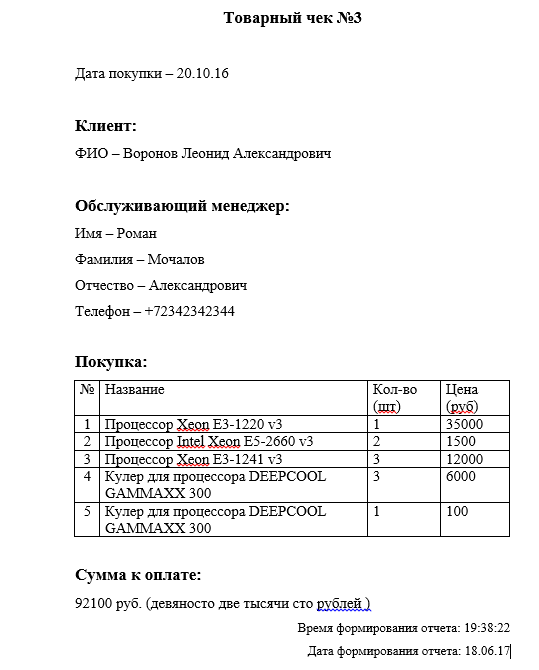 Товарный чек №3
Дата покупки – 20.10.16
Клиент:
ФИО – Воронов Леонид Александрович
Обслуживающий менеджер:
Имя – Роман
Фамилия – Мочалов
Отчество – Александрович
Телефон – +72342342344
Покупка:
№ Название Кол-во (шт) Цена (руб)
1 Процессор Xeon E3-1220 v3 1 35000
2 Процессор Intel Xeon E5-2660 v3 2 1500
3 Процессор Xeon E3-1241 v3 3 12000
4 Кулер для процессора DEEPCOOL GAMMAXX 300 3 6000
5 Кулер для процессора DEEPCOOL GAMMAXX 300 1 100
Сумма к оплате:
92100 руб. (девяносто две тысячи сто рублей )
Время формирования отчета: 19:38:22
Дата формирования отчета: 18.06.17